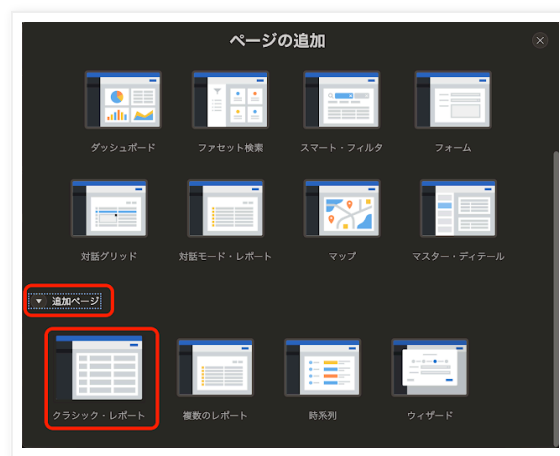 ページの追加
ダッシュボード
ファセット検索
スマート・フィルタ
フォーム
対話グリッド
対話モード・レポート
マップ
マスター・ディテール
追加ページ
クラシック・レポート
複数のレポート
時系列
ウィザード